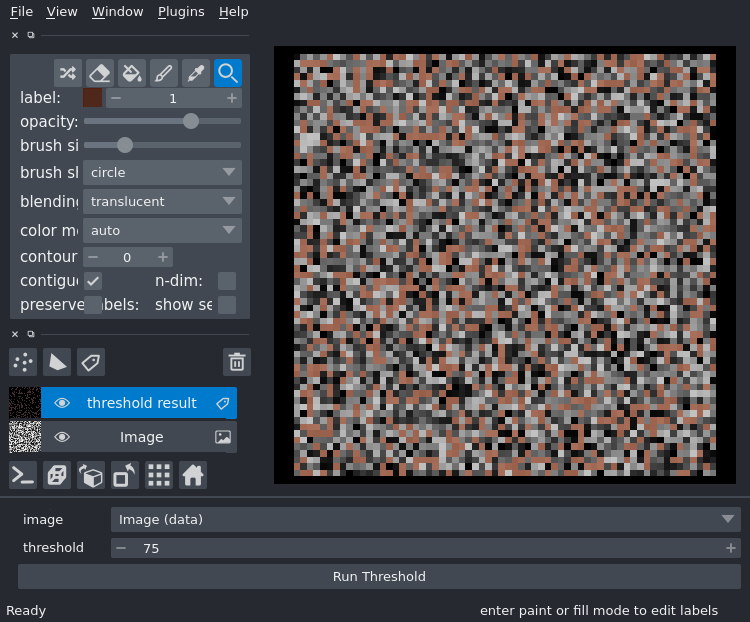 File View Window Plugins Help
label: 1
opacity:
brush si
brush sl circle
blending translucent
color m auto
contour 0
contigu n-dim:
preserve abels: show se
threshold result
Image
image Image (data)
threshold 75
Run Threshold
Ready enter paint or fill mode to edit labels